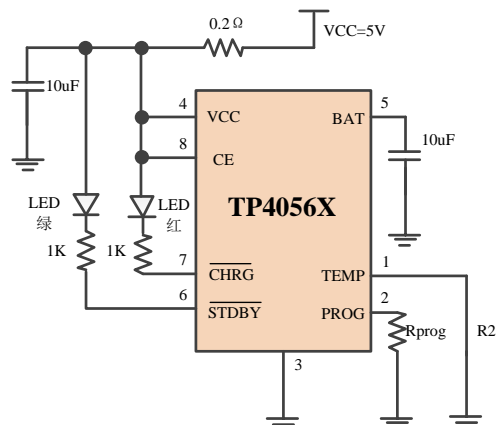 0.2Ω
VCC=5V
10uF
4
VCC
BAT
5
8
CE
10uF
LED
绿
LED
红
TP4056X
1K
1K
7
CHRG
TEMP
1
6
STDBY
PROG
2
Rprog
R2
3